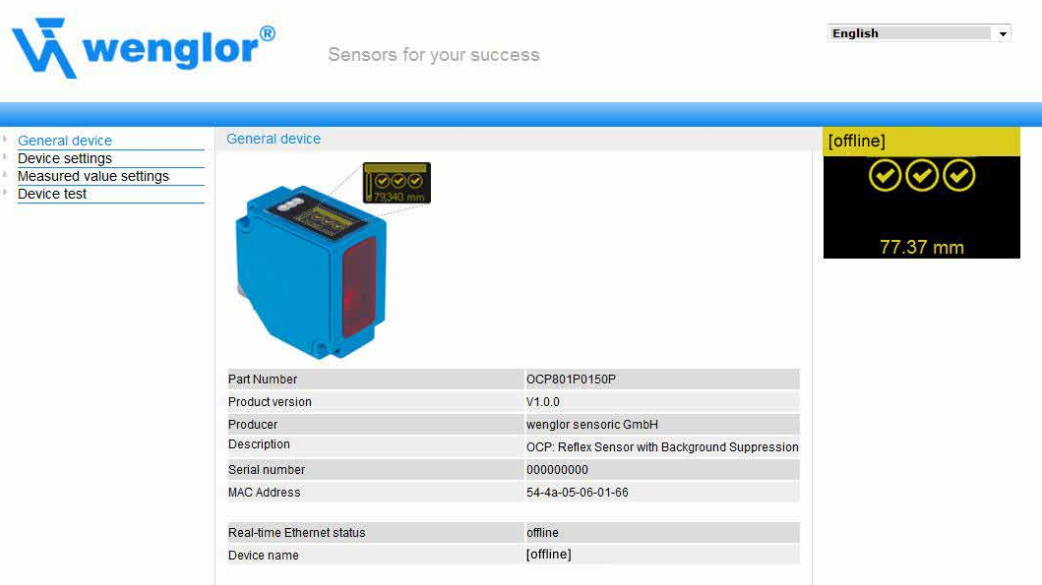 wenglor®
Sensors for your success
English
General device
Device settings
Measured value settings
Device test
General device
79,340 mm
[offline]
77.37 mm
Part Number OCP801P0150P
Product version V1.0.0
Producer wenglor sensoric GmbH
Description OCP: Reflex Sensor with Background Suppression
Serial number 000000000
MAC Address 54-4a-05-06-01-66
Real-time Ethernet status offline
Device name [offline]